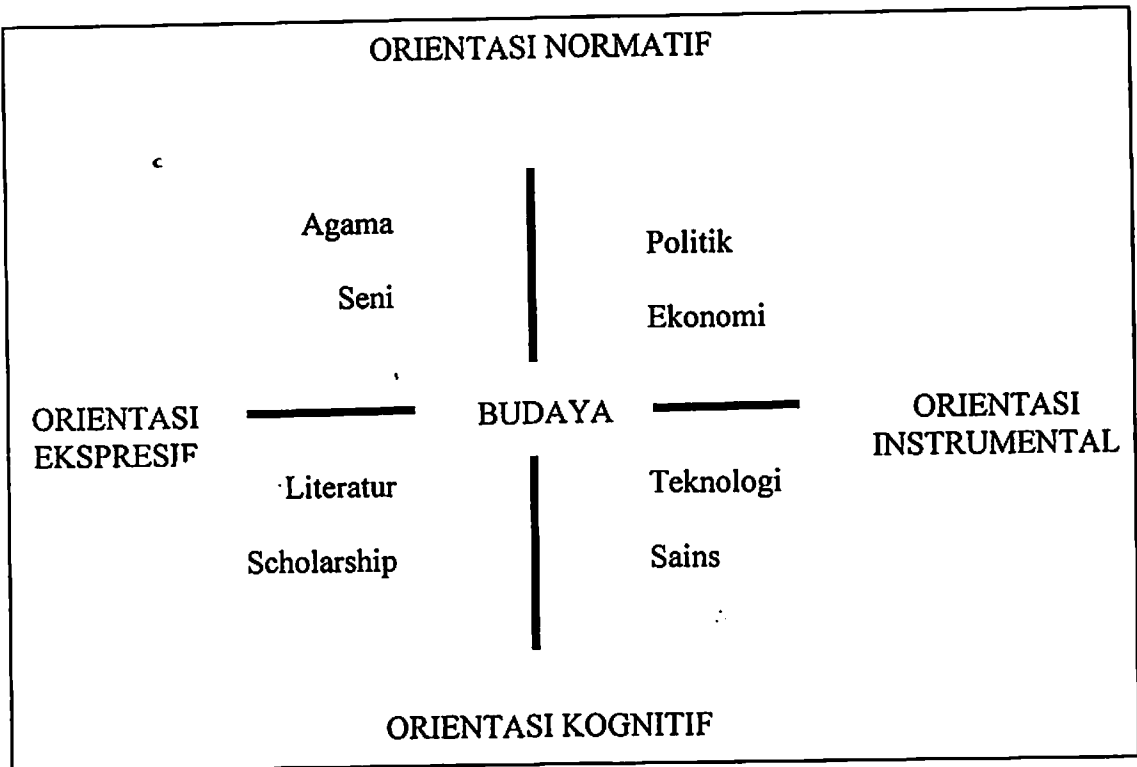 ORIENTASI NORMATIF
Agama
Politik
Seni
Ekonomi
ORIENTASI
EKSPRESIF
BUDAYA
ORIENTASI
INSTRUMENTAL
Literatur
Teknologi
Scholarship
Sains
ORIENTASI KOGNITIF